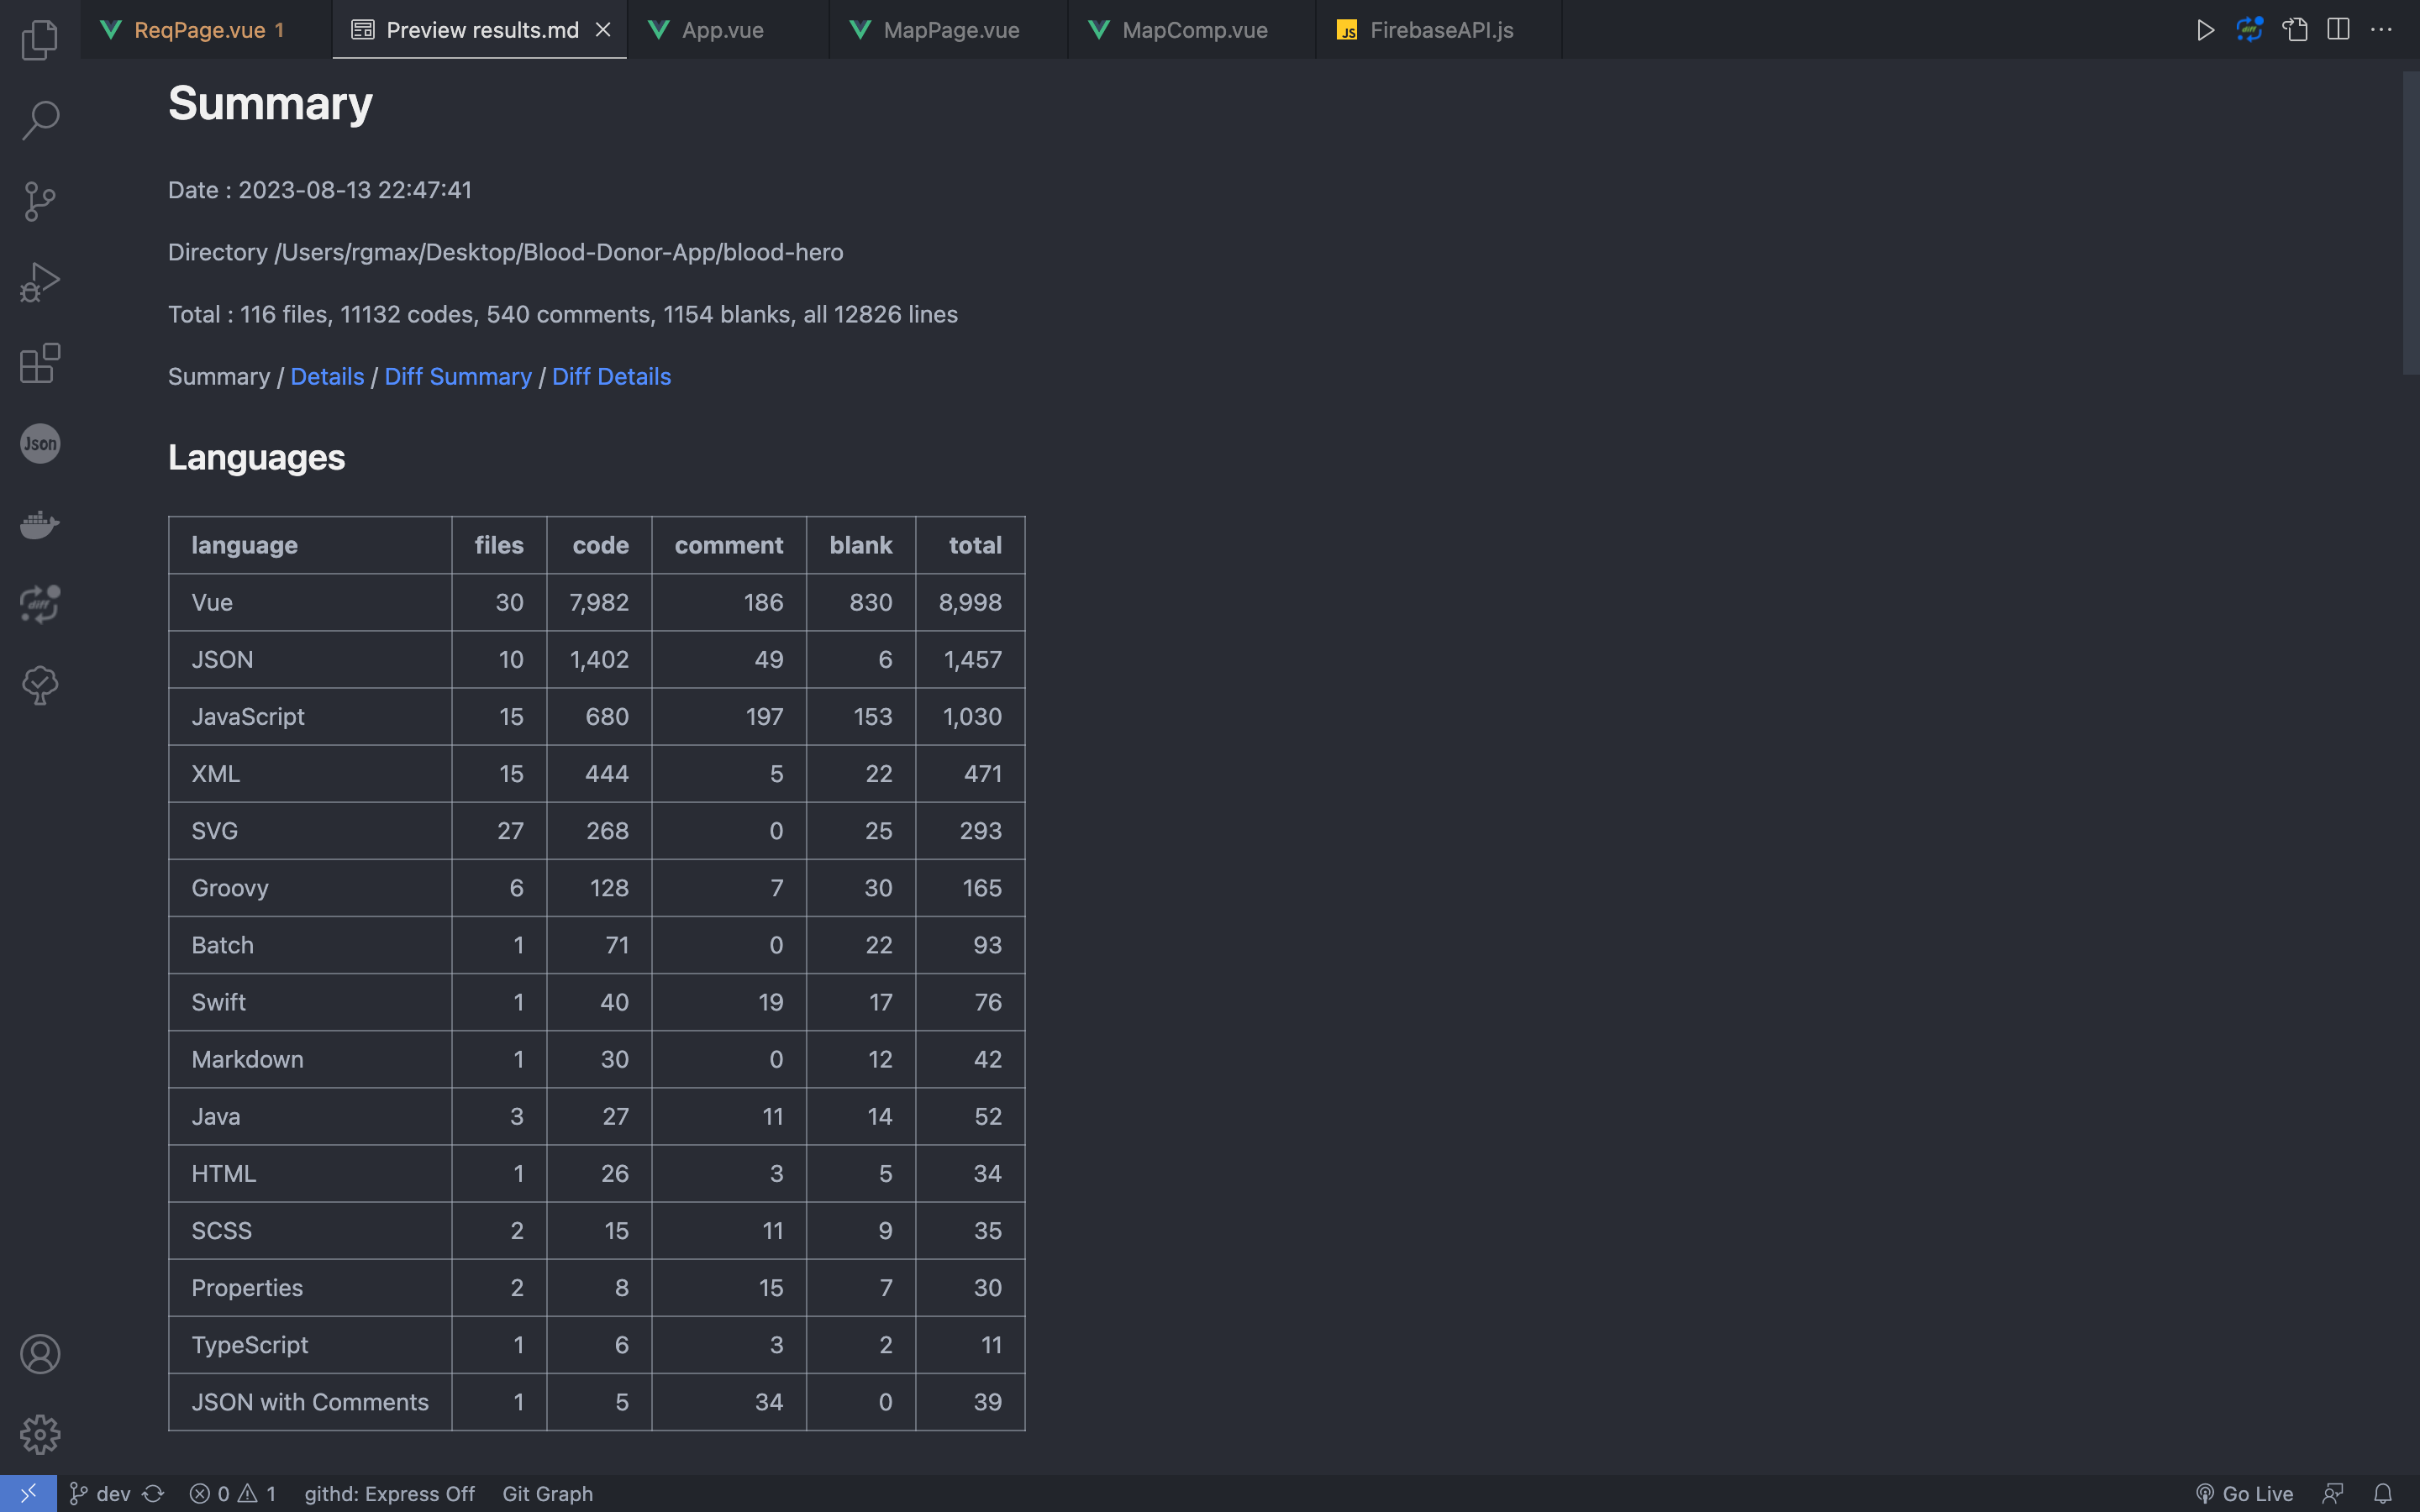 ReqPage.vue 1 Preview results.md App.vue MapPage.vue MapComp.vue JS FirebaseAPI.js
Summary
Date : 2023-08-13 22:47:41
Directory /Users/rgmax/Desktop/Blood-Donor-App/blood-hero
Total : 116 files, 11132 codes, 540 comments, 1154 blanks, all 12826 lines
Summary / Details / Diff Summary / Diff Details
Json
diff
Languages
language files code comment blank total
Vue 30 7,982 186 830 8,998
JSON 10 1,402 49 6 1,457
JavaScript 15 680 197 153 1,030
XML 15 444 5 22 471
SVG 27 268 0 25 293
Groovy 6 128 7 30 165
Batch 1 71 0 22 93
Swift 1 40 19 17 76
Markdown 1 30 0 12 42
Java 3 27 11 14 52
HTML 1 26 3 5 34
SCSS 2 15 11 9 35
Properties 2 8 15 7 30
TypeScript 1 6 3 2 11
JSON with Comments 1 5 34 0 39
dev 0 1 githd: Express Off Git Graph Go Live